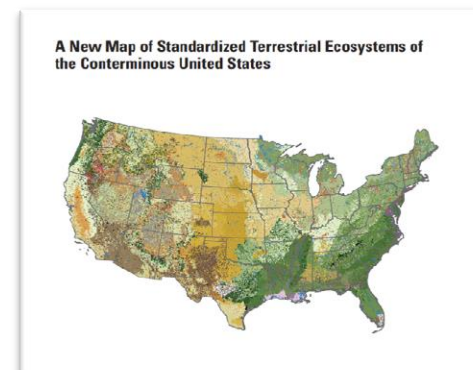 A New Map of Standardized Terrestrial Ecosystems of
the Conterminous United States